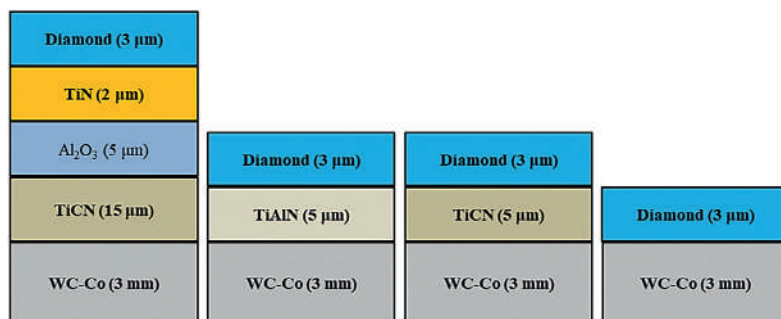 Diamond (3 μm)
TiN (2 μm)
Al₂O₃ (5 μm)
TiCN (15 μm)
WC-Co (3 mm)
Diamond (3 μm)
TiAlN (5 μm)
WC-Co (3 mm)
Diamond (3 μm)
TiCN (5 μm)
WC-Co (3 mm)
Diamond (3 μm)
WC-Co (3 mm)